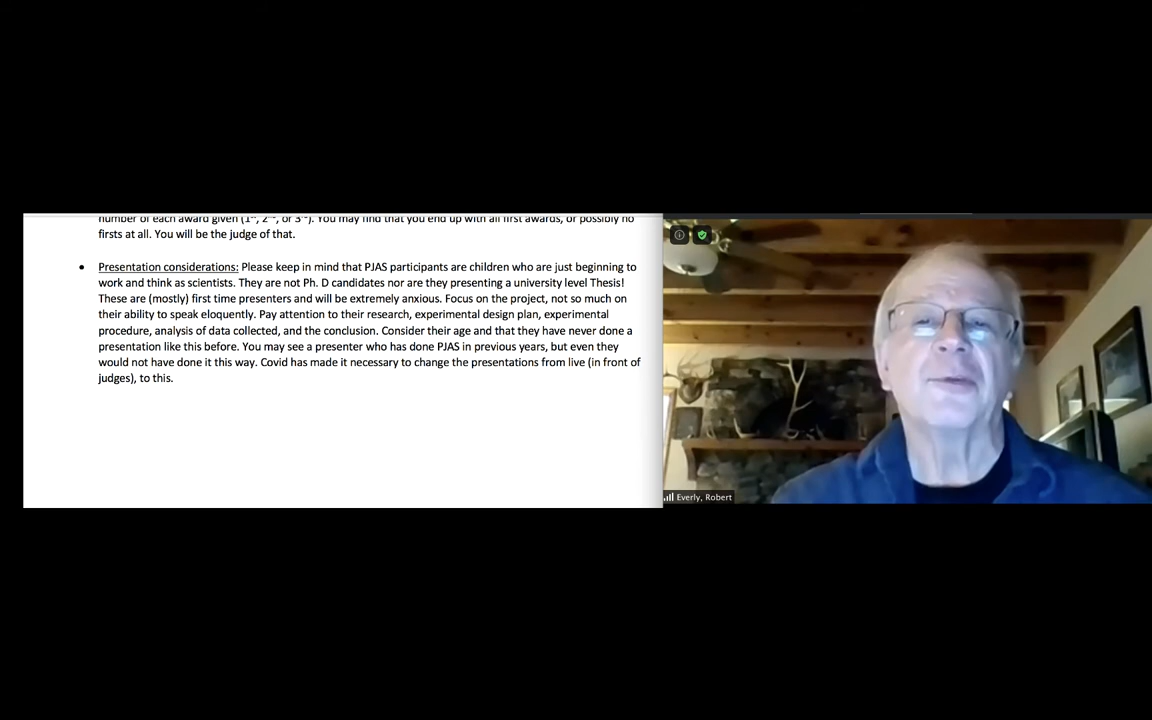 number of each award given (1ˢᵗ, 2ⁿᵈ, or 3ʳᵈ). You may find that you end up with all first awards, or possibly no
firsts at all. You will be the judge of that.
• Presentation considerations: Please keep in mind that PJAS participants are children who are just beginning to
work and think as scientists. They are not Ph. D candidates nor are they presenting a university level Thesis!
These are (mostly) first time presenters and will be extremely anxious. Focus on the project, not so much on
their ability to speak eloquently. Pay attention to their research, experimental design plan, experimental
procedure, analysis of data collected, and the conclusion. Consider their age and that they have never done a
presentation like this before. You may see a presenter who has done PJAS in previous years, but even they
would not have done it this way. Covid has made it necessary to change the presentations from live (in front of
judges), to this.
Everly, Robert